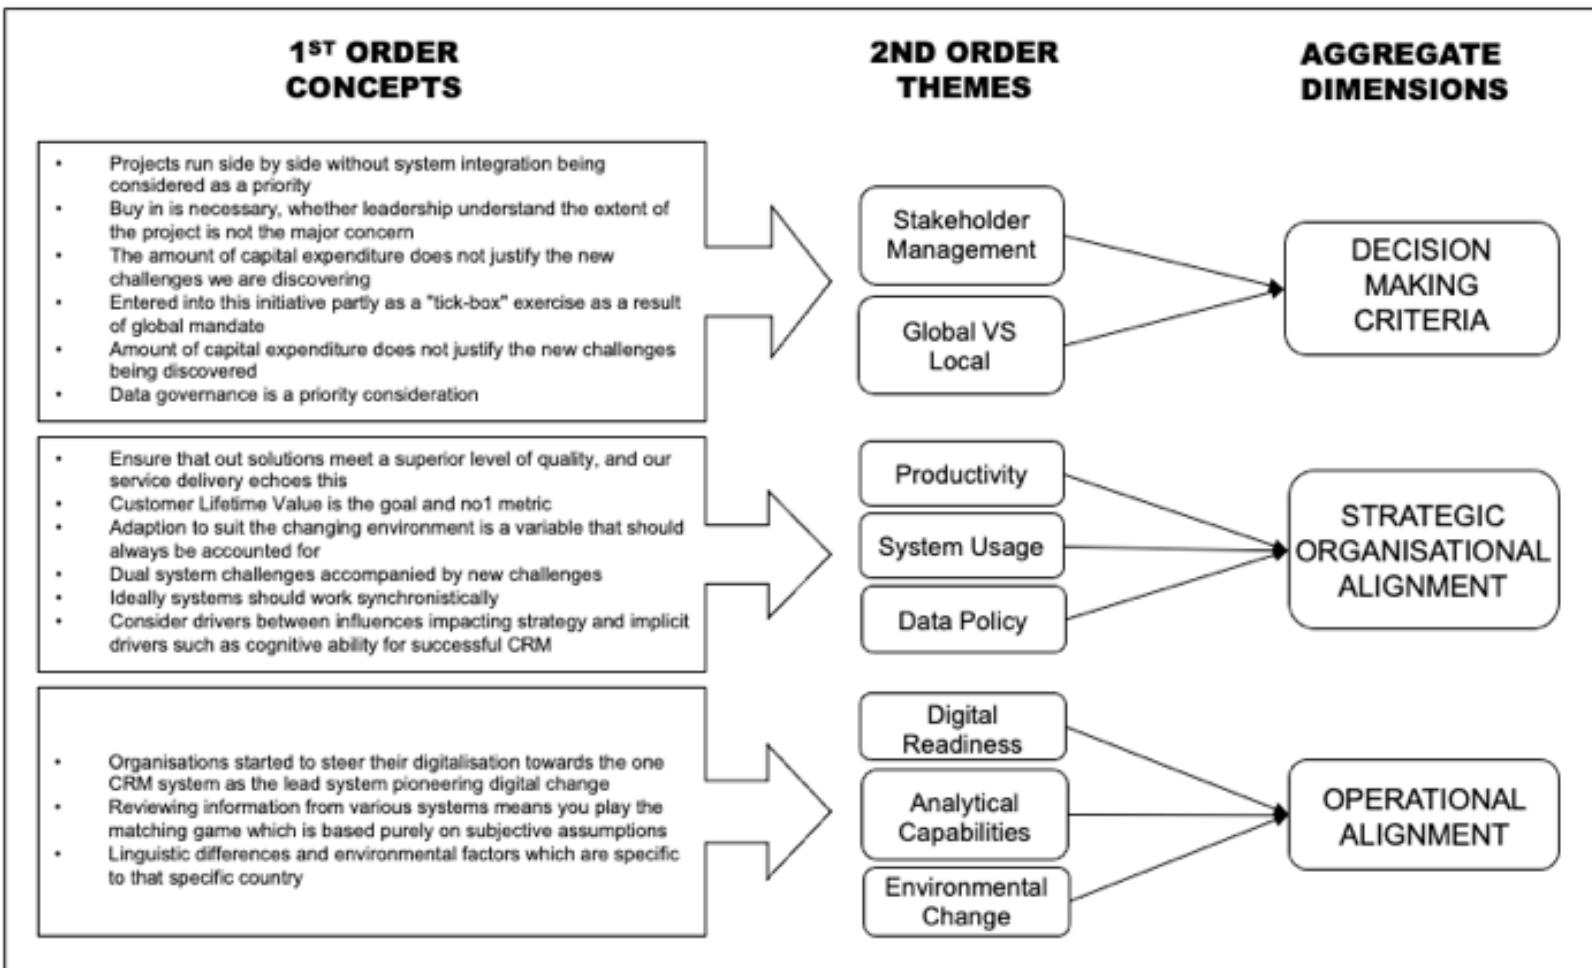 1ST ORDER
CONCEPTS
2ND ORDER
THEMES
AGGREGATE
DIMENSIONS
• Projects run side by side without system integration being
considered as a priority
• Buy in is necessary, whether leadership understand the extent of
the project is not the major concern
• The amount of capital expenditure does not justify the new
challenges we are discovering
• Entered into this initiative partly as a "tick-box" exercise as a result
of global mandate
• Amount of capital expenditure does not justify the new challenges
being discovered
• Data governance is a priority consideration
Stakeholder
Management
Global VS
Local
DECISION
MAKING
CRITERIA
• Ensure that out solutions meet a superior level of quality, and our
service delivery echoes this
• Customer Lifetime Value is the goal and no1 metric
• Adaption to suit the changing environment is a variable that should
always be accounted for
• Dual system challenges accompanied by new challenges
• Ideally systems should work synchronistically
• Consider drivers between influences impacting strategy and implicit
drivers such as cognitive ability for successful CRM
Productivity
System Usage
Data Policy
STRATEGIC
ORGANISATIONAL
ALIGNMENT
• Organisations started to steer their digitalisation towards the one
CRM system as the lead system pioneering digital change
• Reviewing information from various systems means you play the
matching game which is based purely on subjective assumptions
• Linguistic differences and environmental factors which are specific
to that specific country
Digital
Readiness
Analytical
Capabilities
Environmental
Change
OPERATIONAL
ALIGNMENT